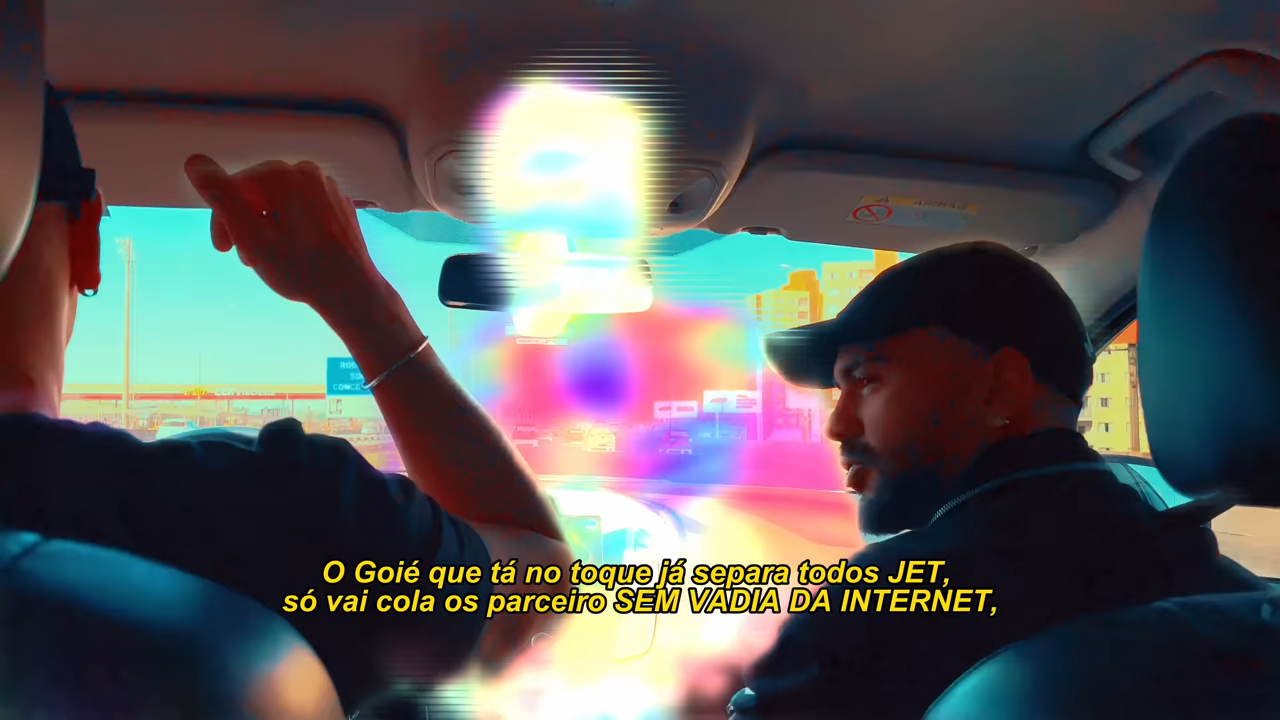 O Goié que tá no toque já separa todos JET,
só vai cola os parceiro SEM VADIA DA INTERNET,